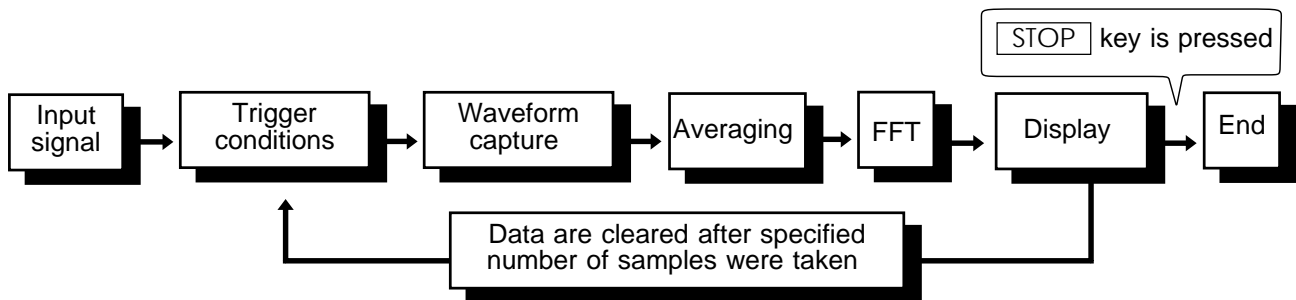 STOP key is pressed
Input
signal
Trigger
conditions
Waveform
capture
Averaging
FFT
Display
End
Data are cleared after specified
number of samples were taken